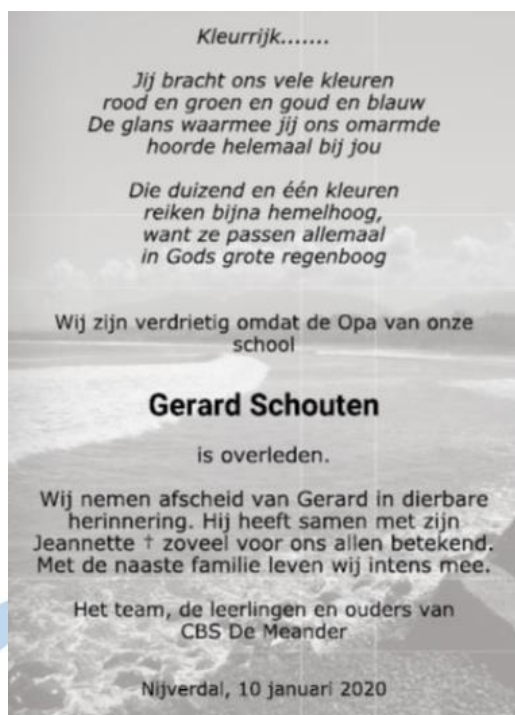 Kleurrijk.......
Jij bracht ons vele kleuren
rood en groen en goud en blauw
De glans waarmee jij ons omarmde
hoorde helemaal bij jou
Die duizend en één kleuren
reiken bijna hemelhoog,
want ze passen allemaal
in Gods grote regenboog
Wij zijn verdrietig omdat de Opa van onze
school
Gerard Schouten
is overleden.
Wij nemen afscheid van Gerard in dierbare
herinnering. Hij heeft samen met zijn
Jeannette † zoveel voor ons allen betekend.
Met de naaste familie leven wij intens mee.
Het team, de leerlingen en ouders van
CBS De Meander
Nijverdal, 10 januari 2020